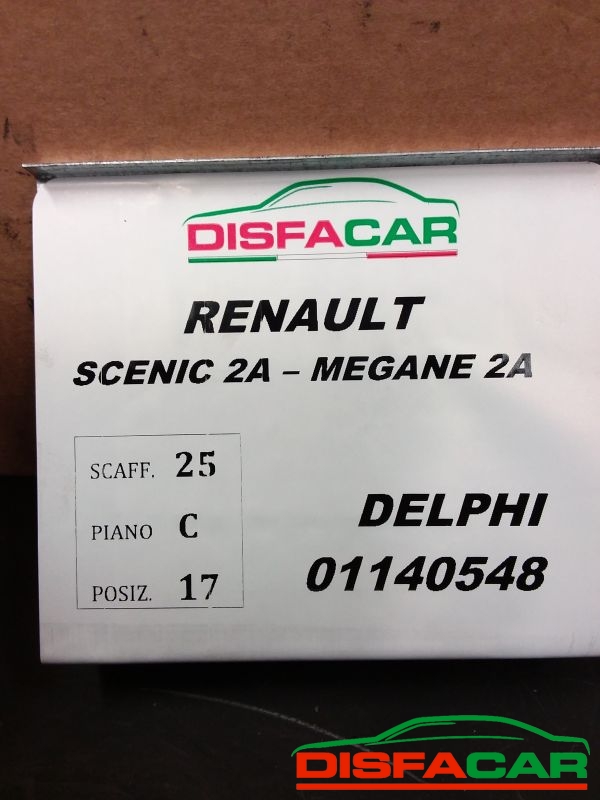 DISFACAR
RENAULT
SCENIC 2A – MEGANE 2A
SCAFF. 25
PIANO C
POSIZ. 17
DELPHI
01140548
DISFACAR